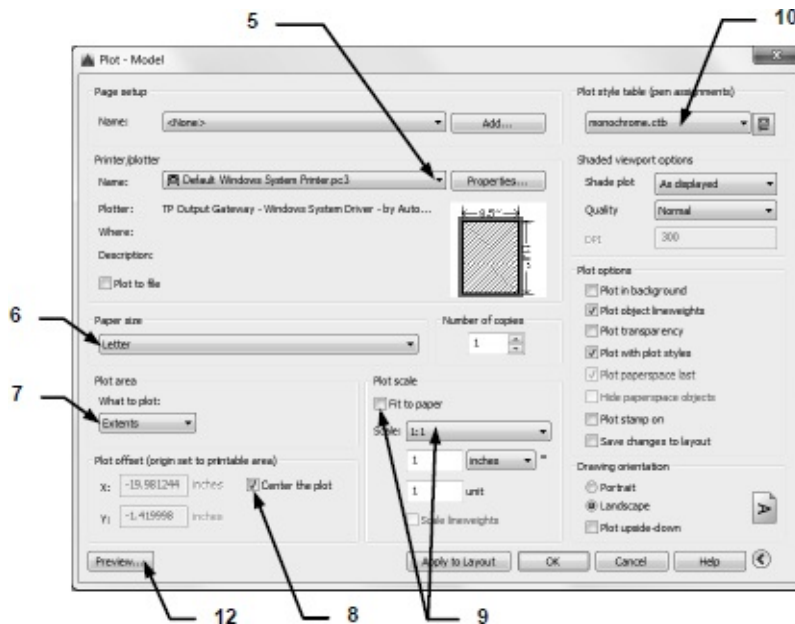 5
10
Plot - Model
Page setup
Name:
<None>
Add...
Plot style table (pen assignments)
monochrome.ctb
Printer/plotter
Name:
Default Windows System Printer.pc3
Properties...
Plotter:
TP Output Gateway - Windows System Driver - by Auto...
Where:
Description:
Plot to file
8.5"
Shaded viewport options
Shade plot
As displayed
Quality
Normal
DPI
300
6
Paper size
Letter
Number of copies
1
7
Plot area
What to plot:
Extents
Plot scale
Fit to paper
Scale:
1:1
1
inches
=
1
unit
Scale lineweights
Plot options
Plot in background
Plot object lineweights
Plot transparency
Plot with plot styles
Plot paperspace last
Hide paperspace objects
Plot stamp on
Save changes to layout
Plot offset (origin set to printable area)
X:
-19.981244
inches
Center the plot
Y:
-1.419998
inches
Drawing orientation
Portrait
Landscape
Plot upside-down
A
Preview...
Apply to Layout
OK
Cancel
Help
12
8
9